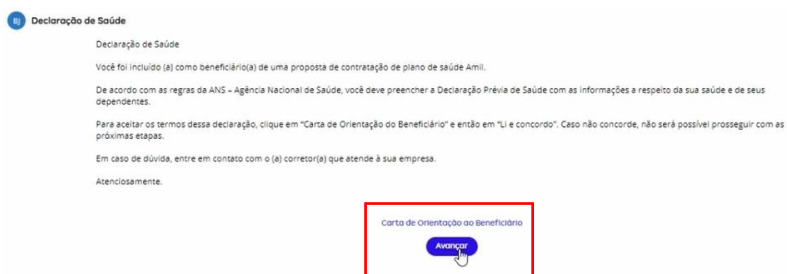 BJ Declaração de Saúde
Declaração de Saúde
Você foi incluído (a) como beneficiário(a) de uma proposta de contratação de plano de saúde Amil.
De acordo com as regras da ANS – Agência Nacional de Saúde, você deve preencher a Declaração Prévia de Saúde com as informações a respeito da sua saúde e de seus
dependentes.
Para aceitar os termos dessa declaração, clique em "Carta de Orientação do Beneficiário" e então em "Li e concordo". Caso não concorde, não será possível prosseguir com as
próximas etapas.
Em caso de dúvida, entre em contato com o (a) corretor(a) que atende à sua empresa.
Atenciosamente.
Carta de Orientação ao Beneficiário
Avançar